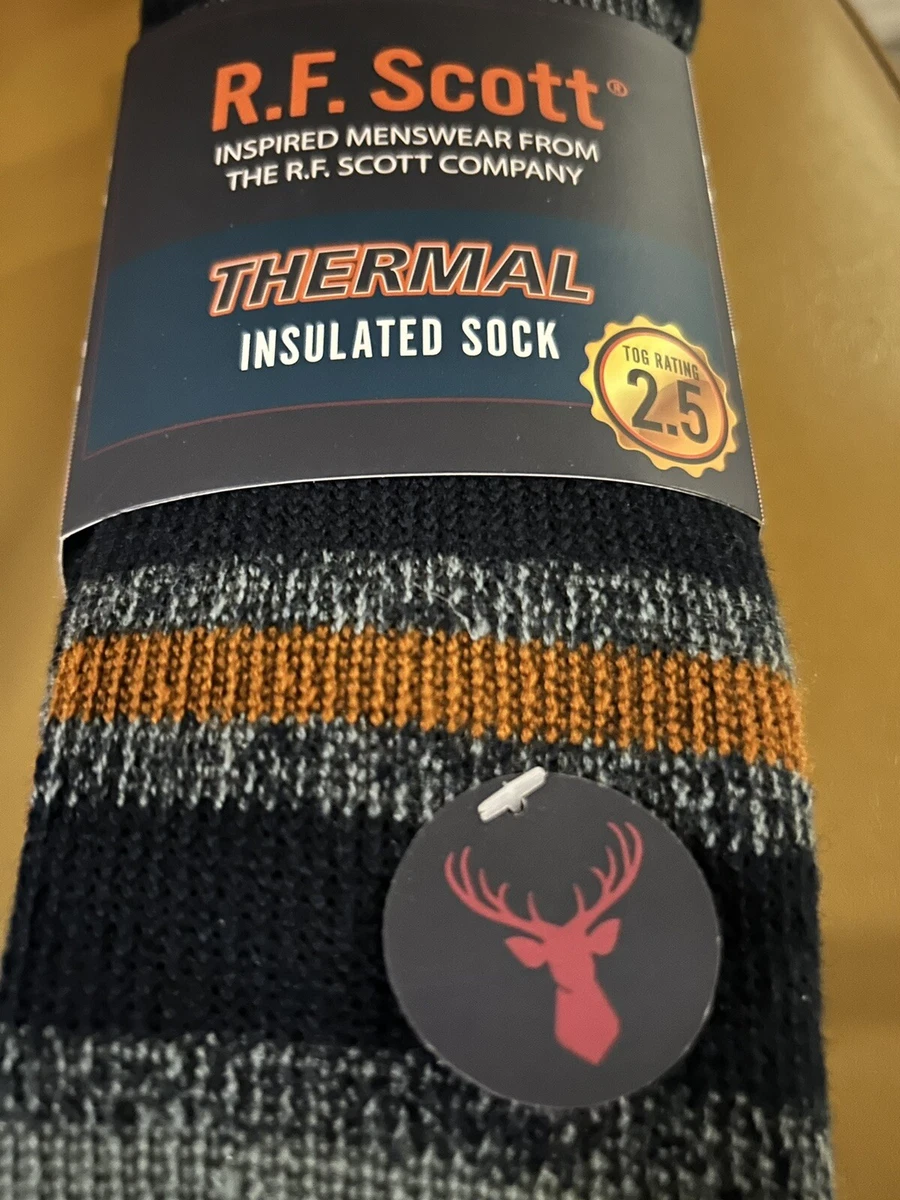 R.F. Scott®
INSPIRED MENSWEAR FROM
THE R.F. SCOTT COMPANY
THERMAL
INSULATED SOCK
TOG RATING
2.5